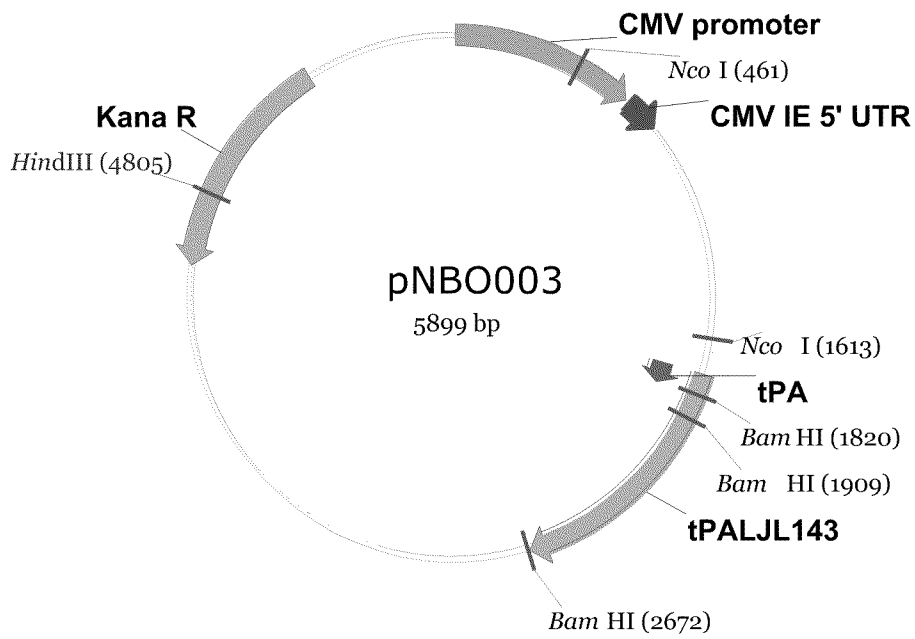 CMV promoter
Nco I (461)
CMV IE 5' UTR
Kana R
HindIII (4805)
pNBO003
5899 bp
Nco I (1613)
tPA
Bam HI (1820)
Bam HI (1909)
tPALJL143
Bam HI (2672)